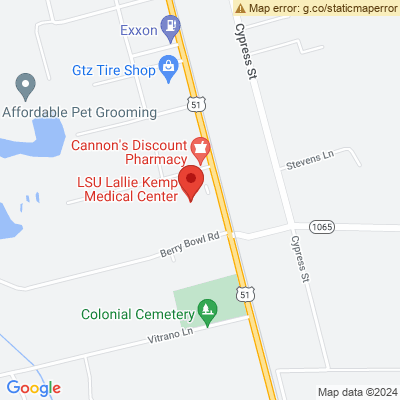 Map error: g.co/staticmaperror
Exxon
Cypress St
Gtz Tire Shop
51
Affordable Pet Grooming
Cannon's Discount
Pharmacy
Stevens Ln
LSU Lallie Kemp
Medical Center
1065
Berry Bowl Rd
Cypress St
51
Colonial Cemetery
Vitrano Ln
Google
Map data ©2024